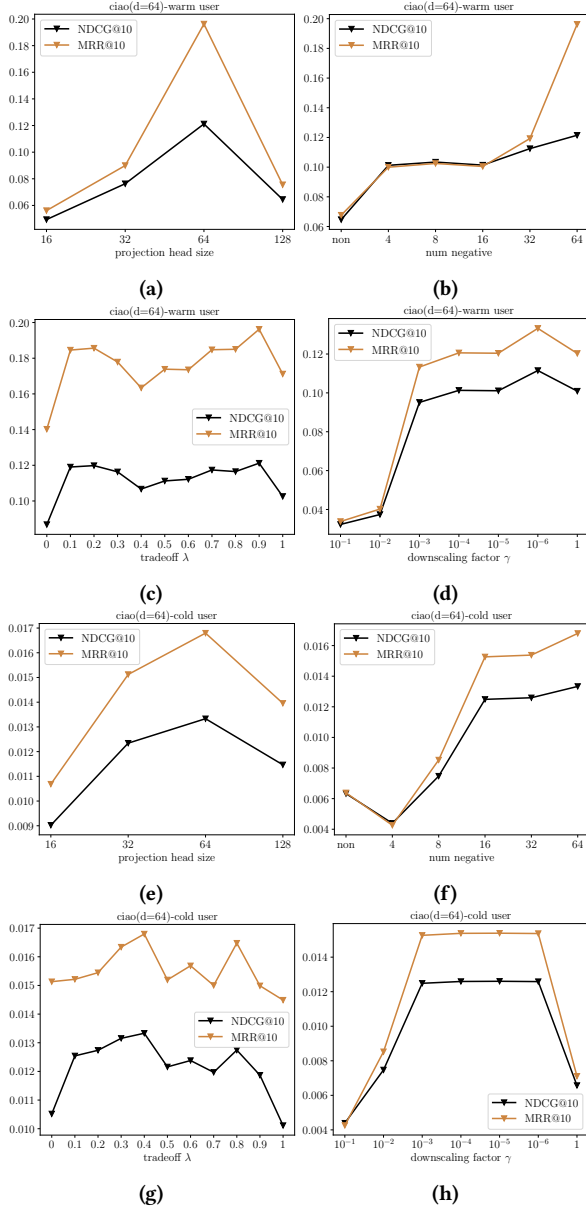 ciao(d=64)-warm user
NDCG@10
MRR@10
0.20
0.18
0.16
0.14
0.12
0.10
0.08
0.06
16 32 64 128
projection head size
(a)
ciao(d=64)-warm user
NDCG@10
MRR@10
0.20
0.18
0.16
0.14
0.12
0.10
0.08
0.06
non 4 8 16 32 64
num negative
(b)
ciao(d=64)-warm user
0.20
0.18
0.16
0.14
0.12
0.10
NDCG@10
MRR@10
0 0.1 0.2 0.3 0.4 0.5 0.6 0.7 0.8 0.9 1
tradeoff λ
(c)
ciao(d=64)-warm user
NDCG@10
MRR@10
0.12
0.10
0.08
0.06
0.04
10⁻¹ 10⁻² 10⁻³ 10⁻⁴ 10⁻⁵ 10⁻⁶ 1
downscaling factor γ
(d)
ciao(d=64)-cold user
NDCG@10
MRR@10
0.017
0.016
0.015
0.014
0.013
0.012
0.011
0.010
0.009
16 32 64 128
projection head size
(e)
ciao(d=64)-cold user
NDCG@10
MRR@10
0.016
0.014
0.012
0.010
0.008
0.006
0.004
non 4 8 16 32 64
num negative
(f)
ciao(d=64)-cold user
0.017
0.016
0.015
0.014
0.013
0.012
0.011
0.010
NDCG@10
MRR@10
0 0.1 0.2 0.3 0.4 0.5 0.6 0.7 0.8 0.9 1
tradeoff λ
(g)
ciao(d=64)-cold user
0.014
0.012
0.010
0.008
0.006
0.004
NDCG@10
MRR@10
10⁻¹ 10⁻² 10⁻³ 10⁻⁴ 10⁻⁵ 10⁻⁶ 1
downscaling factor γ
(h)